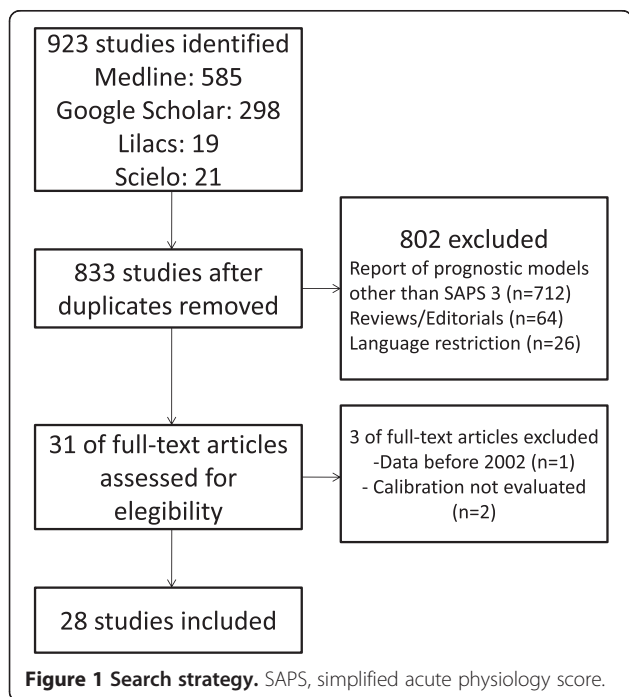 923 studies identified
Medline: 585
Google Scholar: 298
Lilacs: 19
Scielo: 21
833 studies after
duplicates removed
802 excluded
Report of prognostic models
other than SAPS 3 (n=712)
Reviews/Editorials (n=64)
Language restriction (n=26)
31 of full-text articles
assessed for
elegibility
3 of full-text articles excluded
-Data before 2002 (n=1)
- Calibration not evaluated
(n=2)
28 studies included
Figure 1 Search strategy. SAPS, simplified acute physiology score.